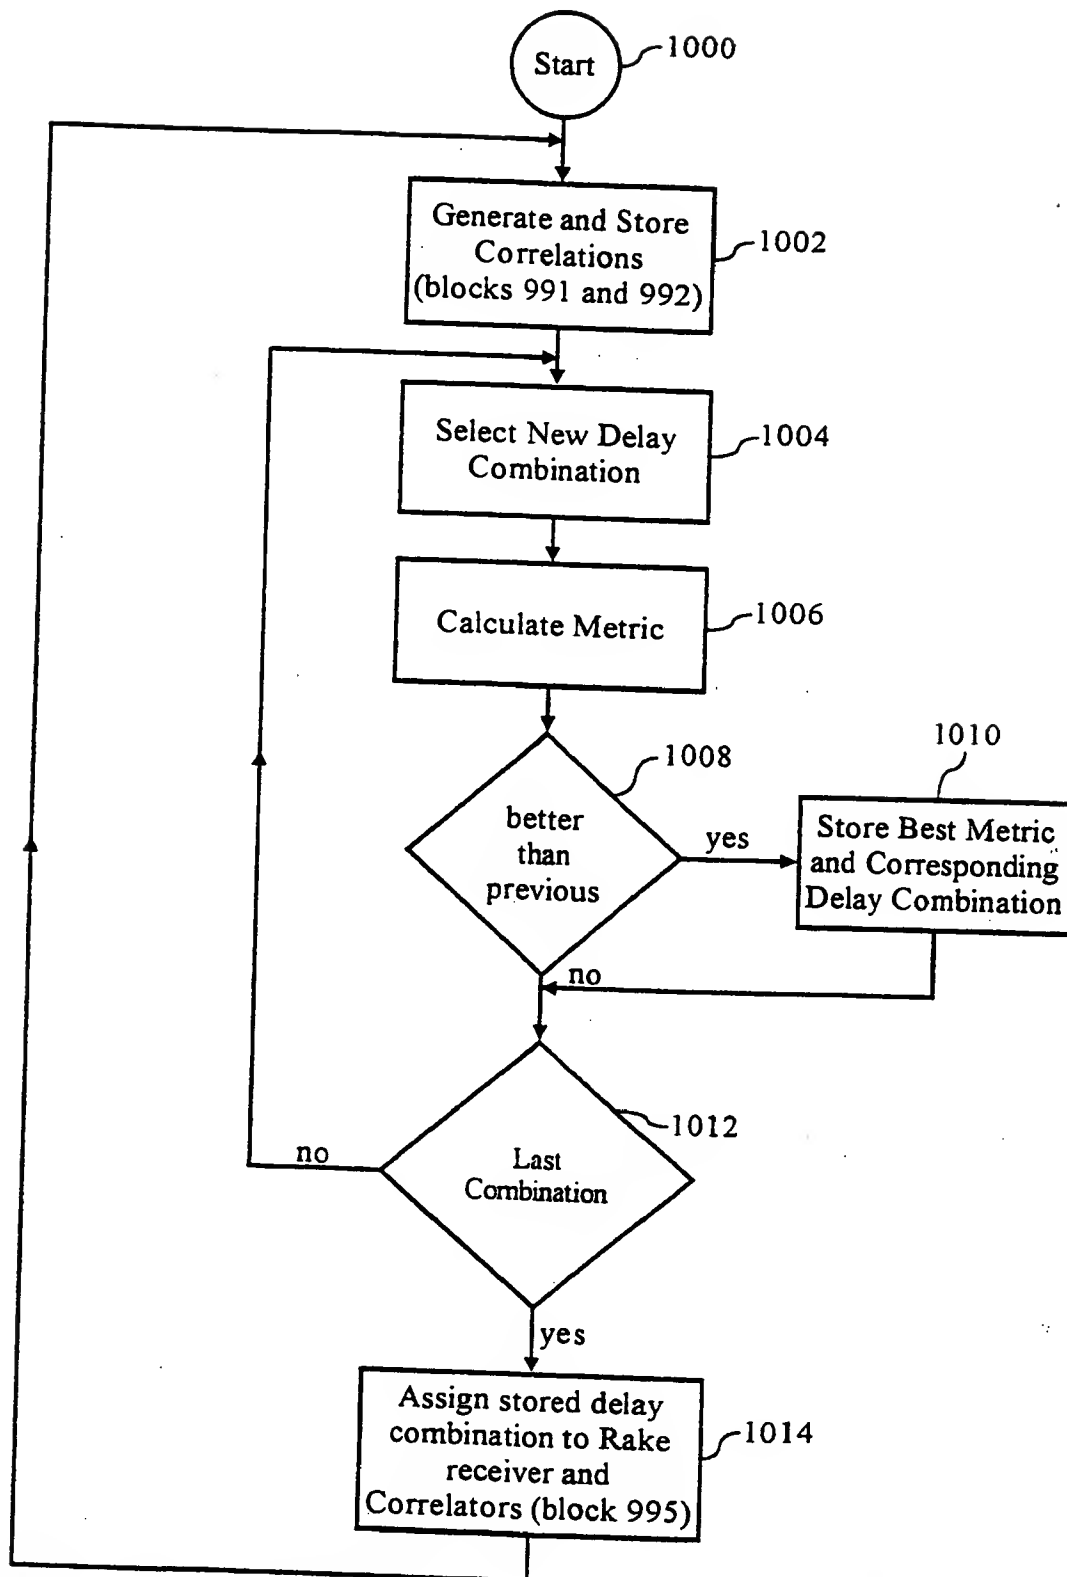 Start
1000
Generate and Store
Correlations
(blocks 991 and 992)
1002
Select New Delay
Combination
1004
Calculate Metric
1006
better
than
previous
1008
yes
1010
Store Best Metric
and Corresponding
Delay Combination
no
Last
Combination
1012
no
yes
Assign stored delay
combination to Rake
receiver and
Correlators (block 995)
1014